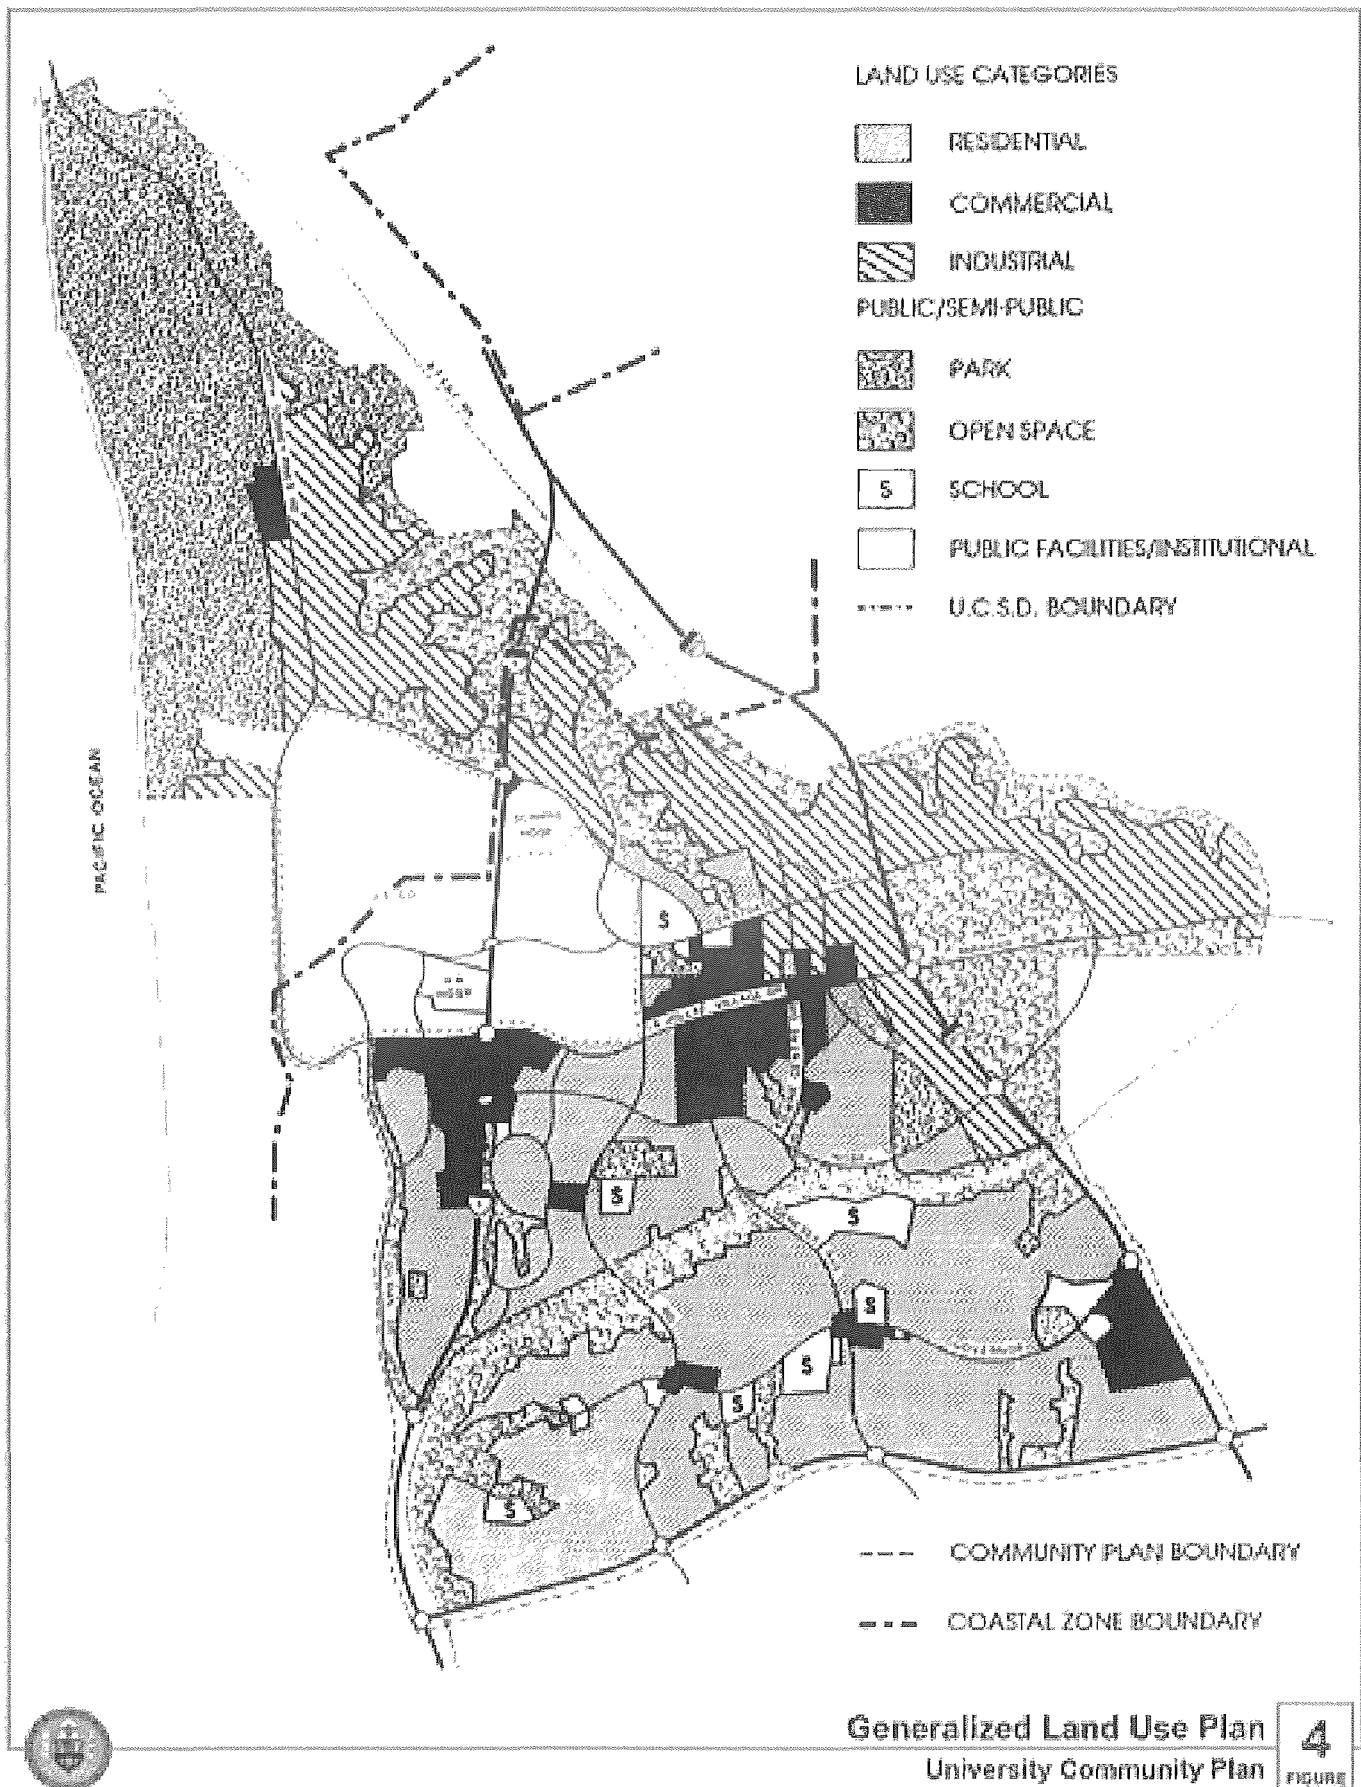 LAND USE CATEGORIES
RESIDENTIAL
COMMERCIAL
INDUSTRIAL
PUBLIC/SEMI-PUBLIC
PARK
OPEN SPACE
S SCHOOL
PUBLIC FACILITIES/INSTITUTIONAL
U.C.S.D. BOUNDARY
PACIFIC OCEAN
S
VILLAGE
S
S
S
S
S
S
COMMUNITY PLAN BOUNDARY
COASTAL ZONE BOUNDARY
Generalized Land Use Plan
University Community Plan
4
FIGURE